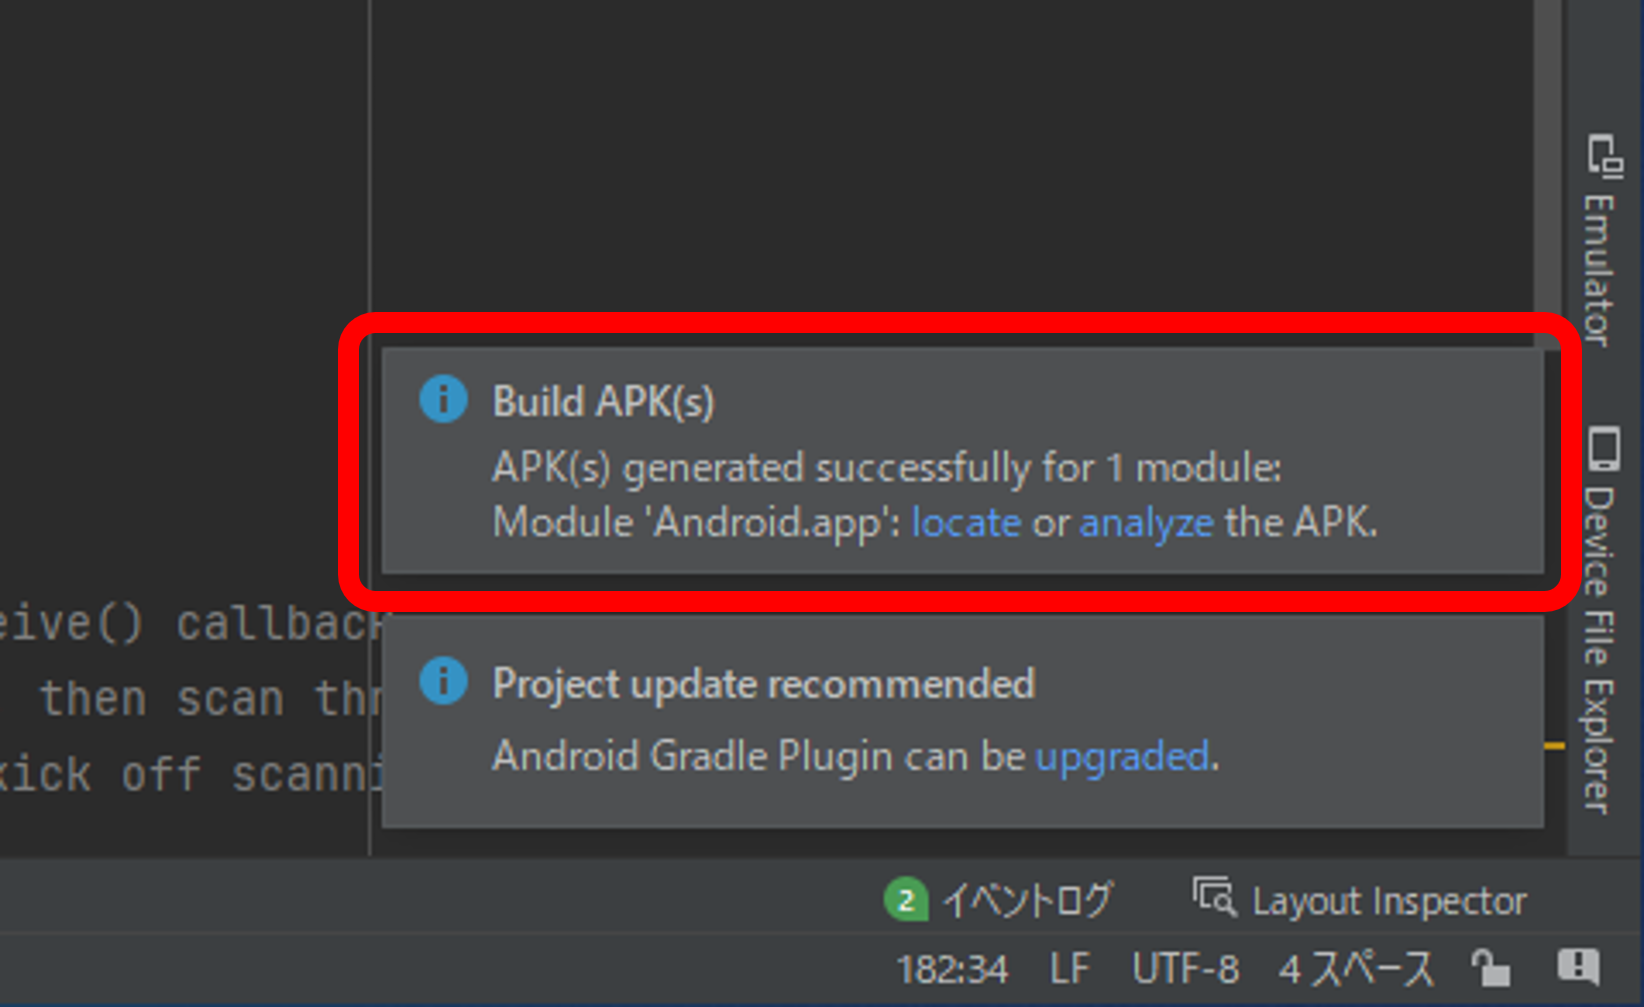 Emulator
Build APK(s)
APK(s) generated successfully for 1 module:
Module 'Android.app': locate or analyze the APK.
Device File Explorer
eive() callback
then scan thr
kick off scanni
Project update recommended
Android Gradle Plugin can be upgraded.
2 イベントログ Layout Inspector
182:34 LF UTF-8 4 スペース